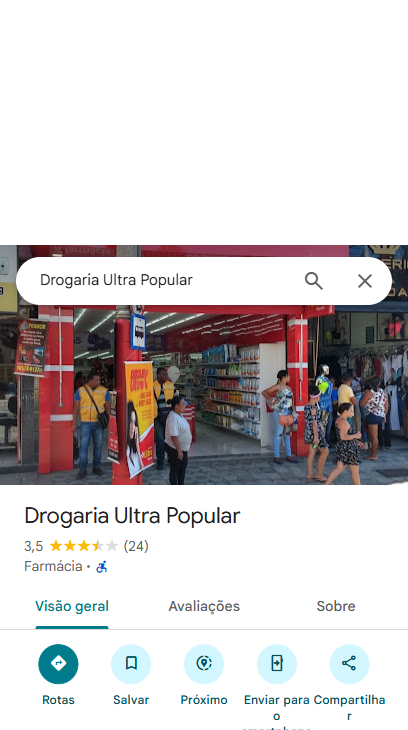 Drogaria Ultra Popular
Drogaria Ultra Popular
3,5 (24)
Farmácia ·
Visão geral Avaliações Sobre
Rotas Salvar Próximo Enviar para o Compartilhar